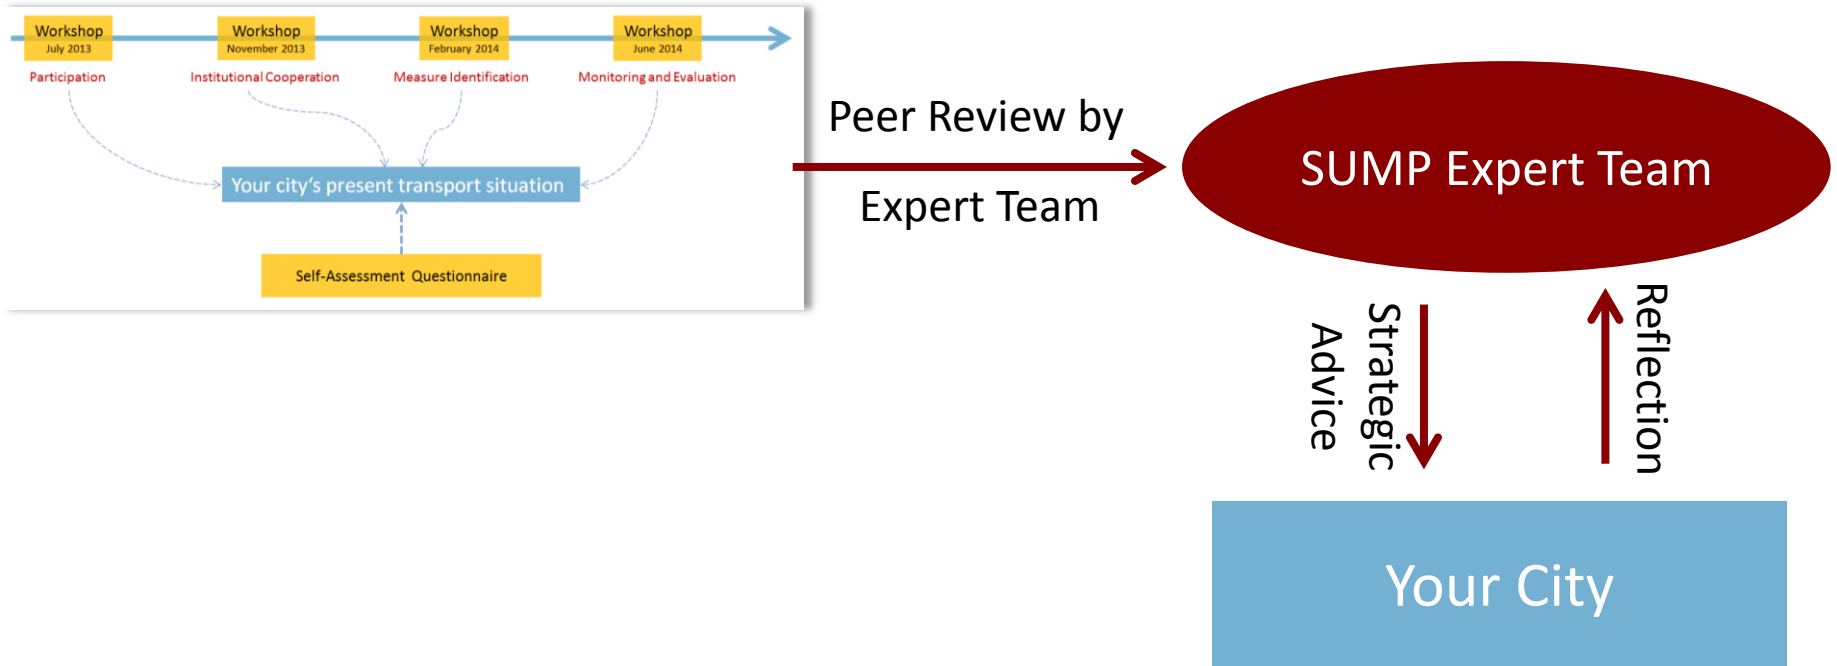 Workshop
July 2013
Workshop
November 2013
Workshop
February 2014
Workshop
June 2014
Participation
Institutional Cooperation
Measure Identification
Monitoring and Evaluation
Your city's present transport situation
Self-Assessment Questionnaire
Peer Review by
Expert Team
SUMP Expert Team
Strategic
Advice
Reflection
Your City